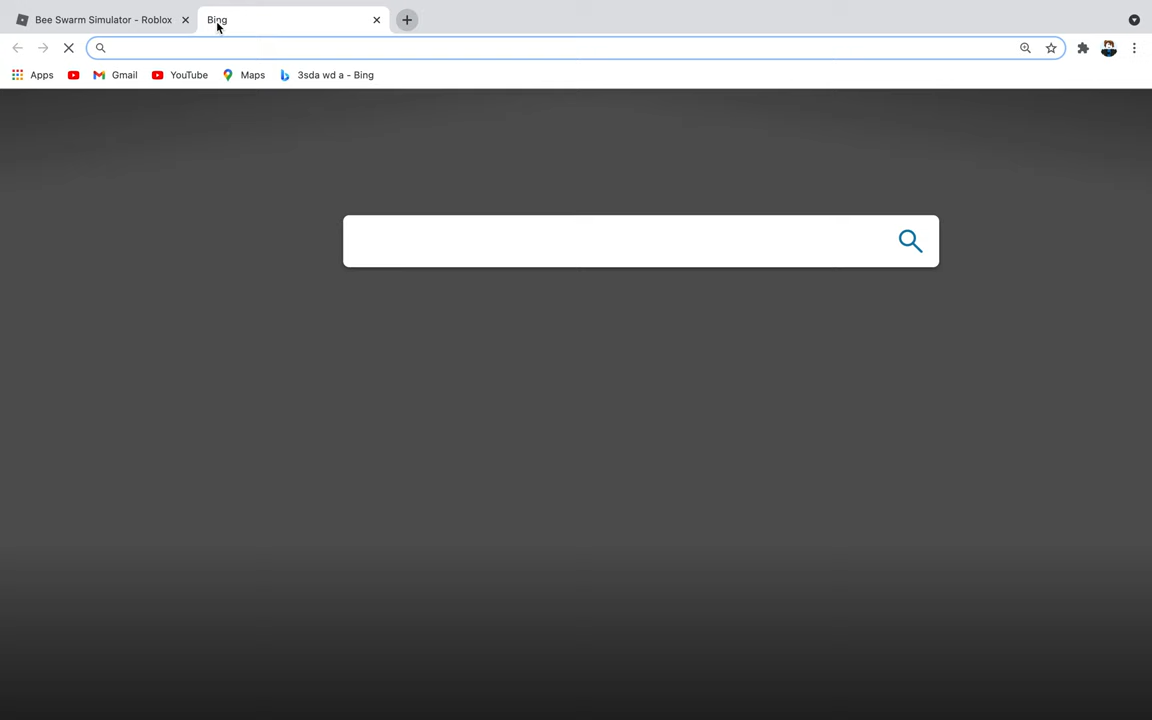 Bee Swarm Simulator - Roblox
Bing
Apps
Gmail
YouTube
Maps
3sda wd a - Bing